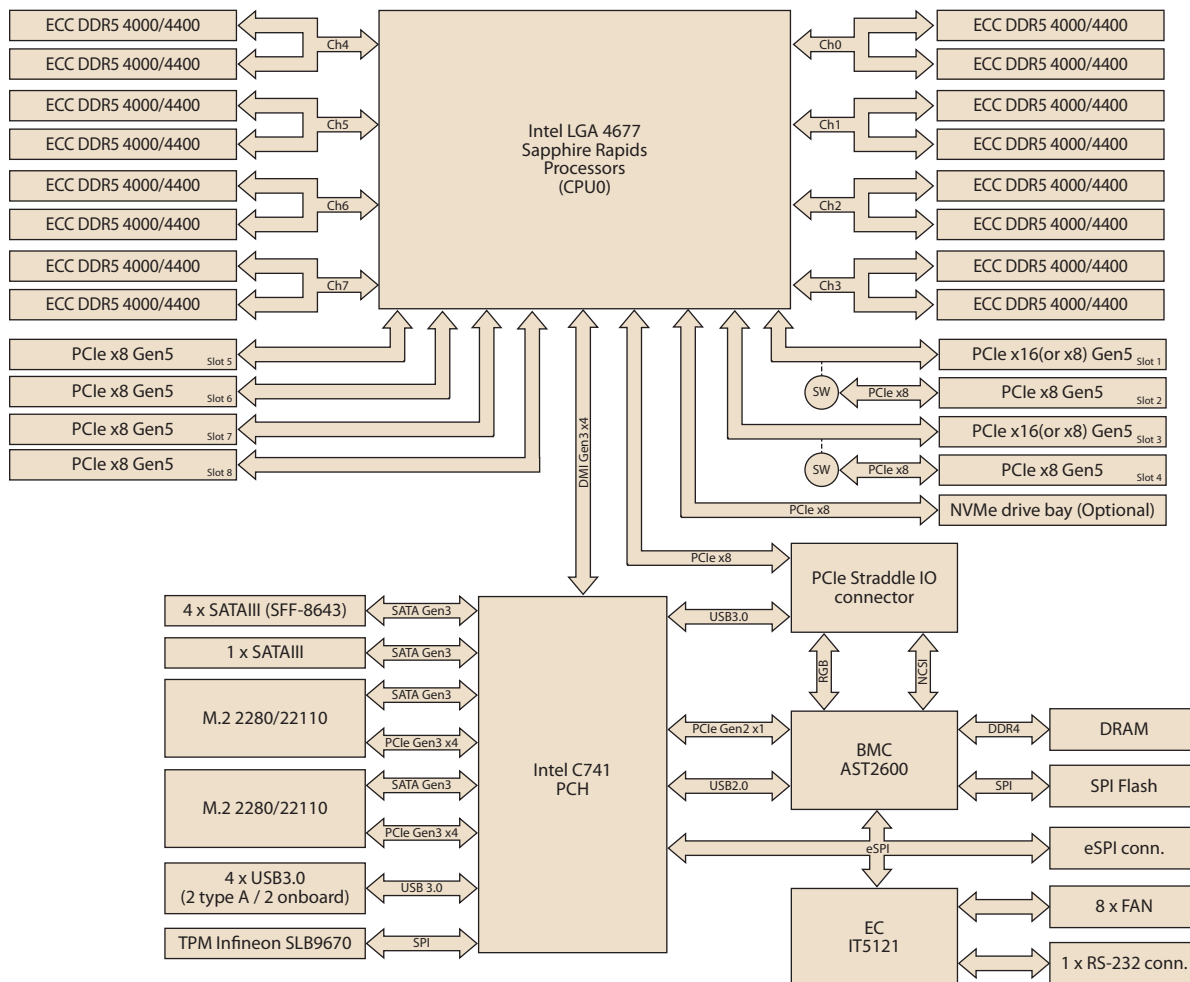 ECC DDR5 4000/4400
ECC DDR5 4000/4400
Ch4
ECC DDR5 4000/4400
ECC DDR5 4000/4400
Ch5
ECC DDR5 4000/4400
ECC DDR5 4000/4400
Ch6
ECC DDR5 4000/4400
ECC DDR5 4000/4400
Ch7
Intel LGA 4677
Sapphire Rapids
Processors
(CPU0)
Ch0
ECC DDR5 4000/4400
ECC DDR5 4000/4400
Ch1
ECC DDR5 4000/4400
ECC DDR5 4000/4400
Ch2
ECC DDR5 4000/4400
ECC DDR5 4000/4400
Ch3
ECC DDR5 4000/4400
ECC DDR5 4000/4400
PCIe x8 Gen5 Slot 5
PCIe x8 Gen5 Slot 6
PCIe x8 Gen5 Slot 7
PCIe x8 Gen5 Slot 8
DMI Gen3 x4
PCIe x16(or x8) Gen5 Slot 1
SW
PCIe x8
PCIe x8 Gen5 Slot 2
PCIe x16(or x8) Gen5 Slot 3
SW
PCIe x8
PCIe x8 Gen5 Slot 4
PCIe x8
NVMe drive bay (Optional)
PCIe x8
PCIe Straddle IO
connector
4 x SATAIII (SFF-8643)
SATA Gen3
1 x SATAIII
SATA Gen3
M.2 2280/22110
SATA Gen3
PCIe Gen3 x4
M.2 2280/22110
SATA Gen3
PCIe Gen3 x4
4 x USB3.0
(2 type A / 2 onboard)
USB 3.0
TPM Infineon SLB9670
SPI
Intel C741
PCH
USB3.0
RGB
NCSI
PCIe Gen2 x1
USB2.0
BMC
AST2600
DDR4
DRAM
SPI
SPI Flash
eSPI
eSPI conn.
EC
IT5121
8 x FAN
1 x RS-232 conn.